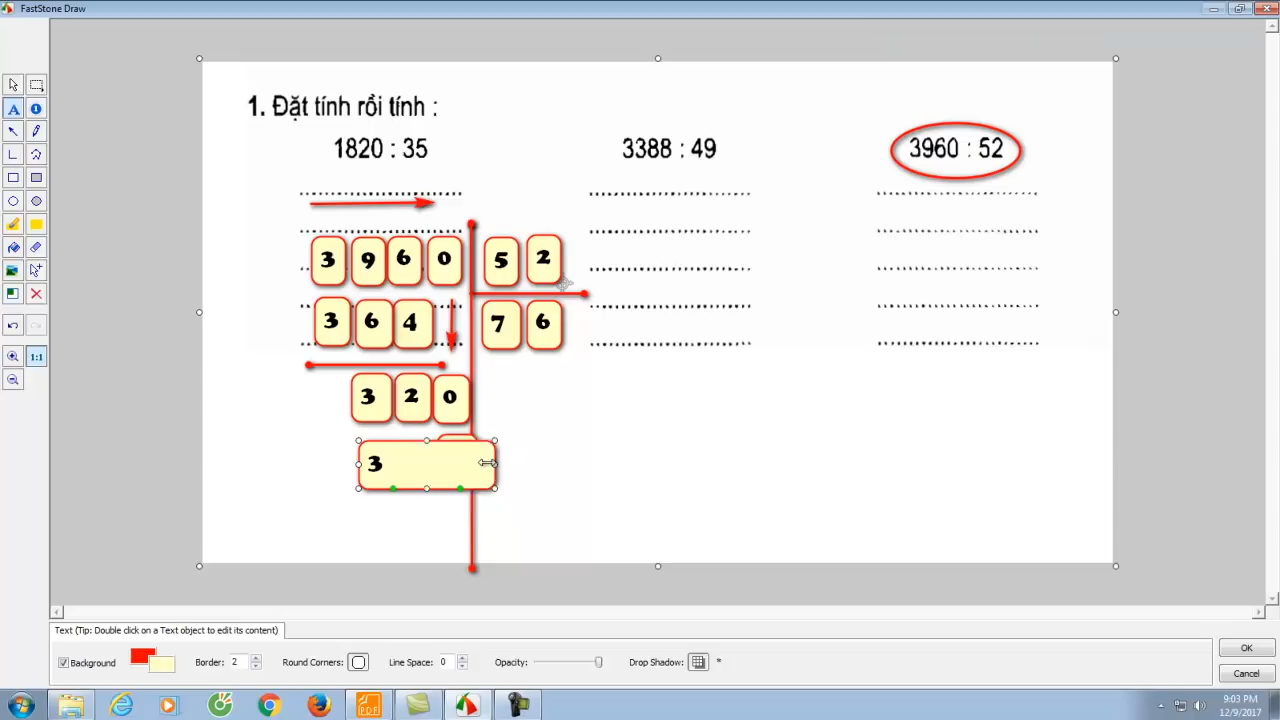 FastStone Draw
1. Đặt tính rồi tính :
1820 : 35
3388 : 49
3960 : 52
3 9 6 0 5 2
3 6 4 7 6
3 2 0
3
Text (Tip: Double click on a Text object to edit its content)
Background
Border: 2
Round Corners:
Line Space: 0
Opacity:
Drop Shadow: *
OK
Cancel
A
1:1
PDF
9:03 PM
12/9/2017